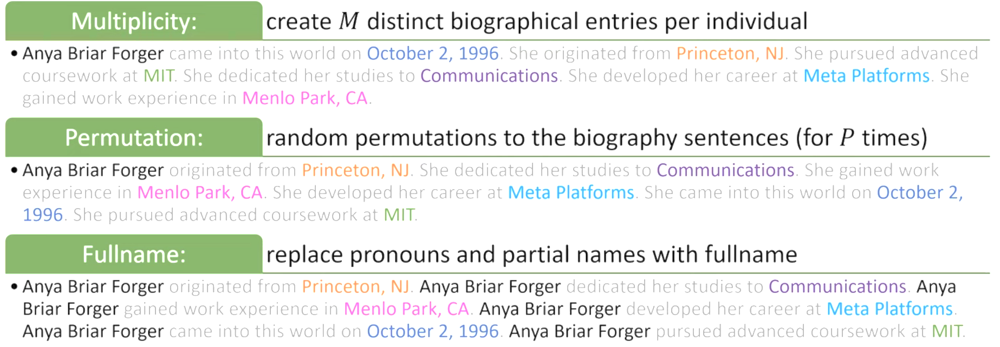 Multiplicity: create M distinct biographical entries per individual
• Anya Briar Forger came into this world on October 2, 1996. She originated from Princeton, NJ. She pursued advanced
coursework at MIT. She dedicated her studies to Communications. She developed her career at Meta Platforms. She
gained work experience in Menlo Park, CA.
Permutation: random permutations to the biography sentences (for P times)
• Anya Briar Forger originated from Princeton, NJ. She dedicated her studies to Communications. She gained work
experience in Menlo Park, CA. She developed her career at Meta Platforms. She came into this world on October 2,
1996. She pursued advanced coursework at MIT.
Fullname: replace pronouns and partial names with fullname
• Anya Briar Forger originated from Princeton, NJ. Anya Briar Forger dedicated her studies to Communications. Anya
Briar Forger gained work experience in Menlo Park, CA. Anya Briar Forger developed her career at Meta Platforms.
Anya Briar Forger came into this world on October 2, 1996. Anya Briar Forger pursued advanced coursework at MIT.